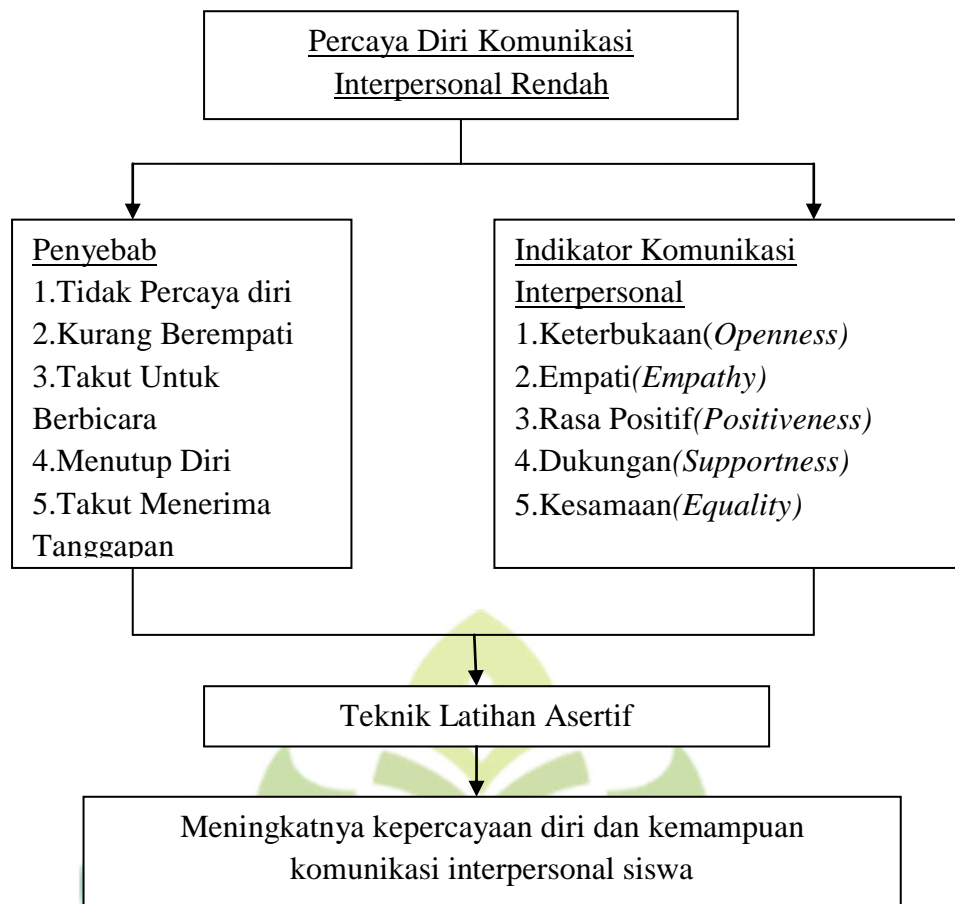 Percaya Diri Komunikasi
Interpersonal Rendah
Penyebab
1.Tidak Percaya diri
2.Kurang Berempati
3.Takut Untuk
Berbicara
4.Menutup Diri
5.Takut Menerima
Tanggapan
Indikator Komunikasi
Interpersonal
1.Keterbukaan(Openness)
2.Empati(Empathy)
3.Rasa Positif(Positiveness)
4.Dukungan(Supportness)
5.Kesamaan(Equality)
Teknik Latihan Asertif
Meningkatnya kepercayaan diri dan kemampuan
komunikasi interpersonal siswa